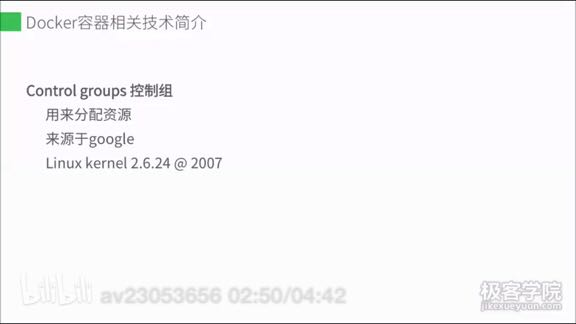 Docker容器相关技术简介
Control groups 控制组
用来分配资源
来源于google
Linux kernel 2.6.24 @ 2007
bilibili av23053656 02:50/04:42
极客学院
jikexueyuan.com